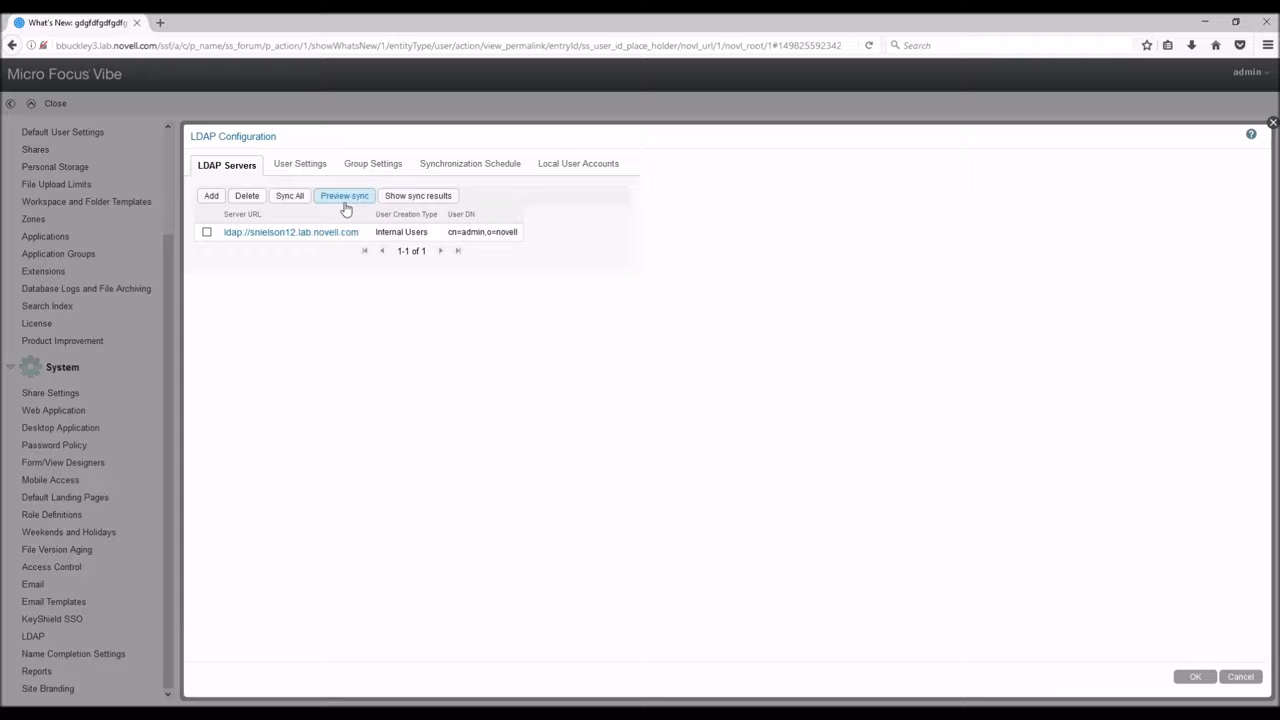 What's New: gdgfdfgdfgdfg
bbuckley3.lab.novell.com/ssf/a/c/p_name/ss_forum/p_action/1/showWhatsNew/1/entityType/user/action/view_permalink/entryId/ss_user_id_place_holder/novl_url/1/novl_root/1#149825592342
Search
Micro Focus Vibe
admin
Close
Default User Settings
Shares
Personal Storage
File Upload Limits
Workspace and Folder Templates
Zones
Applications
Application Groups
Extensions
Database Logs and File Archiving
Search Index
License
Product Improvement
System
Share Settings
Web Application
Desktop Application
Password Policy
Form/View Designers
Mobile Access
Default Landing Pages
Role Definitions
Weekends and Holidays
File Version Aging
Access Control
Email
Email Templates
KeyShield SSO
LDAP
Name Completion Settings
Reports
Site Branding
LDAP Configuration
?
LDAP Servers User Settings Group Settings Synchronization Schedule Local User Accounts
Add Delete Sync All Preview sync Show sync results
Server URL User Creation Type User DN
ldap://snielson12.lab.novell.com Internal Users cn=admin,o=novell
1-1 of 1
OK Cancel